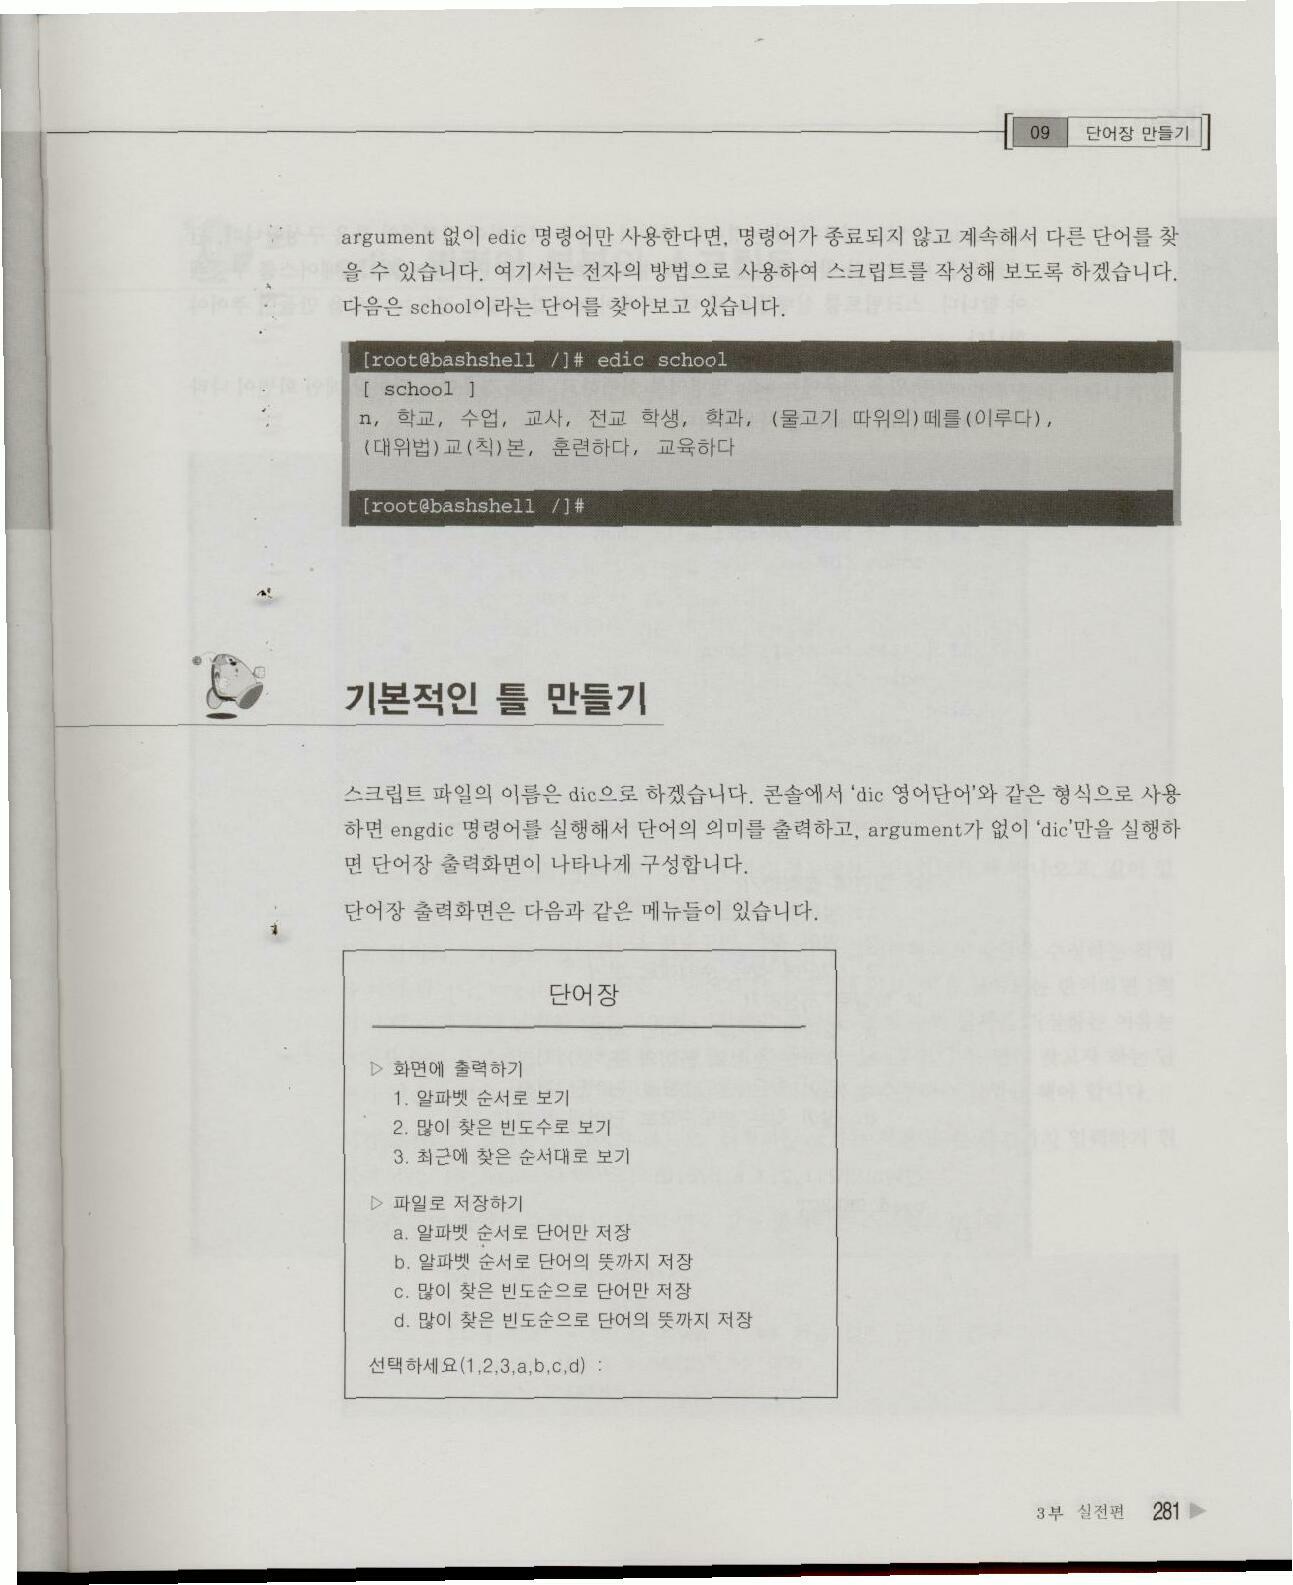 09 단어장 만들기
argument 없이 edic 명령어만 사용한다면, 명령어가 종료되지 않고 계속해서 다른 단어를 찾
을 수 있습니다. 여기서는 전자의 방법으로 사용하여 스크립트를 작성해 보도록 하겠습니다.
다음은 school이라는 단어를 찾아보고 있습니다.
[root@bashshell /]# edic school
[ school ]
n, 학교, 수업, 교사, 전교 학생, 학과, (물고기 따위의)떼를(이루다),
(대위법)교(칙)본, 훈련하다, 교육하다
[root@bashshell /]#
기본적인 틀 만들기
스크립트 파일의 이름은 dic으로 하겠습니다. 콘솔에서 ‘dic 영어단어’와 같은 형식으로 사용
하면 engdic 명령어를 실행해서 단어의 의미를 출력하고, argument가 없이 ‘dic’만을 실행하
면 단어장 출력화면이 나타나게 구성합니다.
단어장 출력화면은 다음과 같은 메뉴들이 있습니다.
단어장
▷ 화면에 출력하기
1. 알파벳 순서로 보기
2. 많이 찾은 빈도수로 보기
3. 최근에 찾은 순서대로 보기
▷ 파일로 저장하기
a. 알파벳 순서로 단어만 저장
b. 알파벳 순서로 단어의 뜻까지 저장
c. 많이 찾은 빈도순으로 단어만 저장
d. 많이 찾은 빈도순으로 단어의 뜻까지 저장
선택하세요(1,2,3,a,b,c,d) :
3부 실전편 281